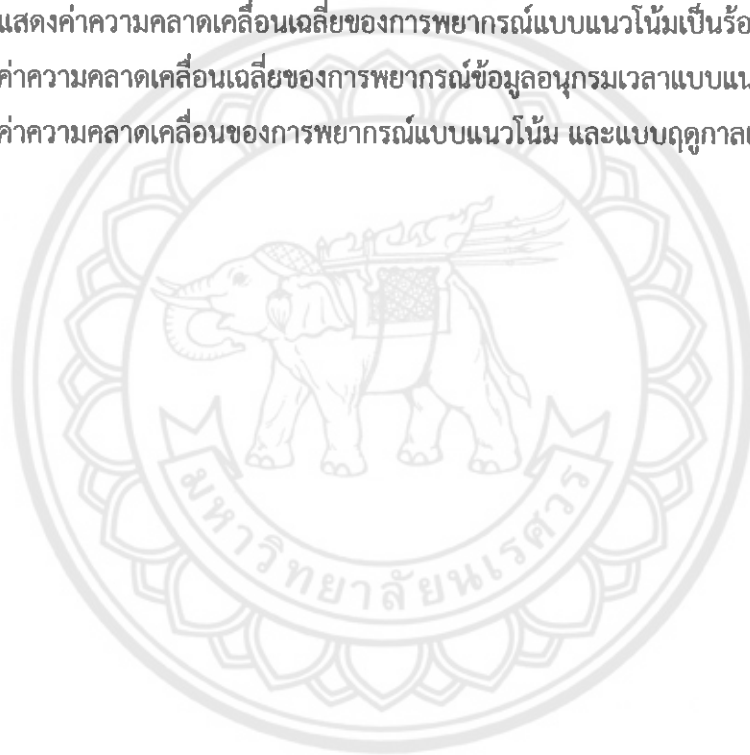 แสดงค่าความคลาดเคลื่อนเฉลี่ยของการพยากรณ์แบบแนวโน้มเป็นร้อ
ค่าความคลาดเคลื่อนเฉลี่ยของการพยากรณ์ข้อมูลอนุกรมเวลาแบบแน
ค่าความคลาดเคลื่อนของการพยากรณ์แบบแนวโน้ม และแบบฤดูกาลเ
มหาวิทยาลัยนเรศวร